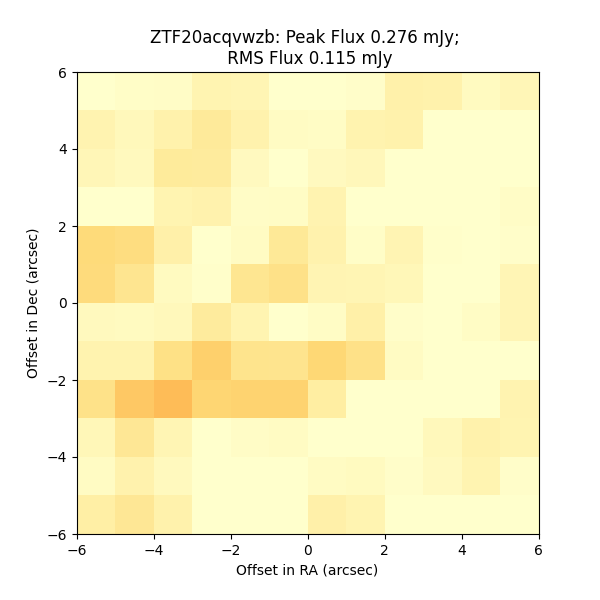 ZTF20acqvwzb: Peak Flux 0.276 mJy;
RMS Flux 0.115 mJy
6
4
2
0
−2
−4
−6
Offset in Dec (arcsec)
−6 −4 −2 0 2 4 6
Offset in RA (arcsec)